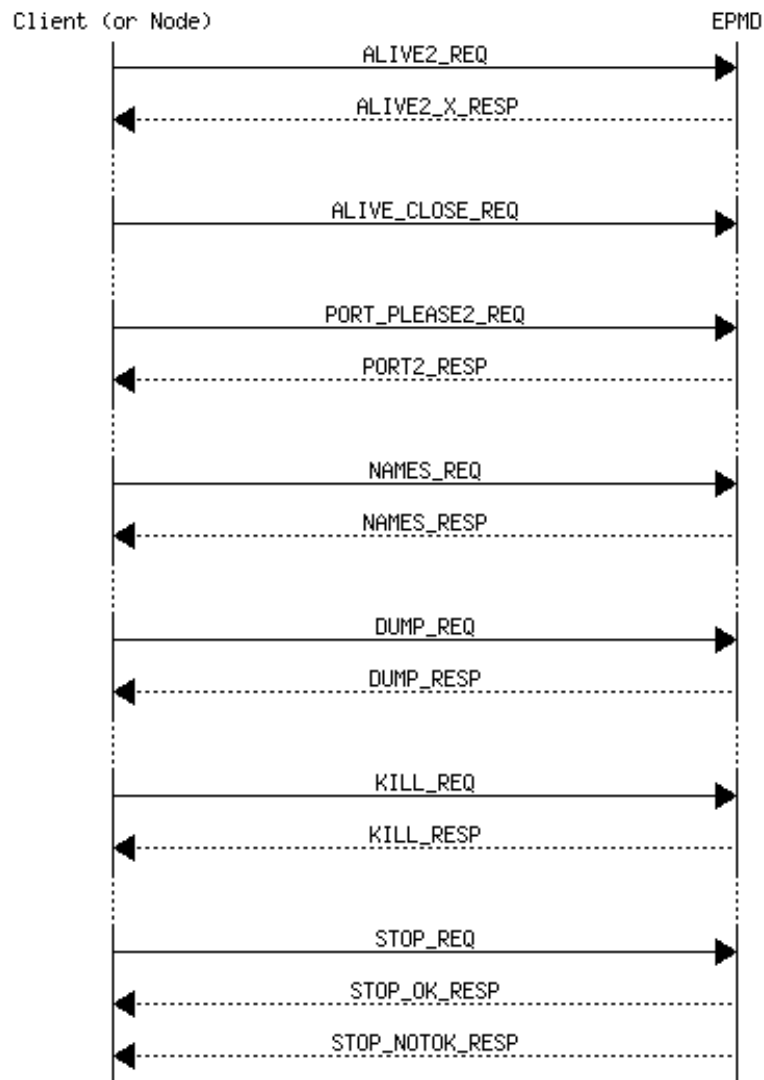 Client (or Node) EPMD
ALIVE2_REQ
ALIVE2_X_RESP
ALIVE_CLOSE_REQ
PORT_PLEASE2_REQ
PORT2_RESP
NAMES_REQ
NAMES_RESP
DUMP_REQ
DUMP_RESP
KILL_REQ
KILL_RESP
STOP_REQ
STOP_OK_RESP
STOP_NOTOK_RESP